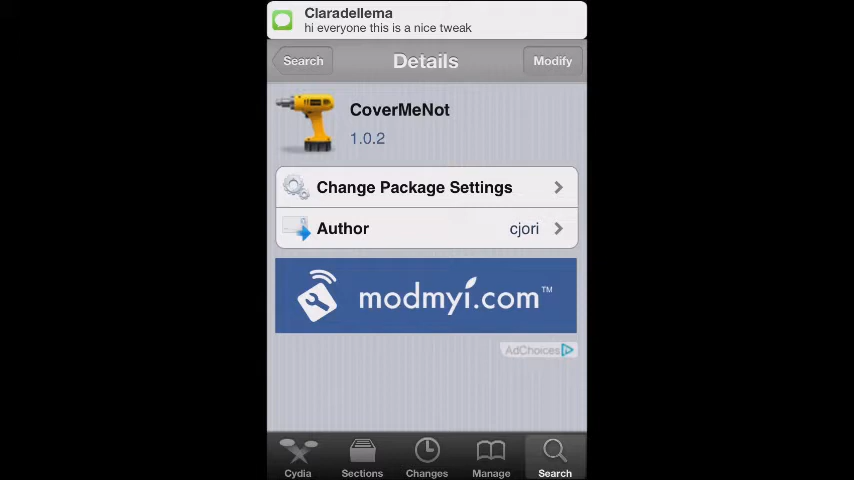 Claradellema
hi everyone this is a nice tweak
Search
Details
Modify
CoverMeNot
1.0.2
Change Package Settings
Author
cjori
modmyi.com™
AdChoices
Cydia
Sections
Changes
Manage
Search